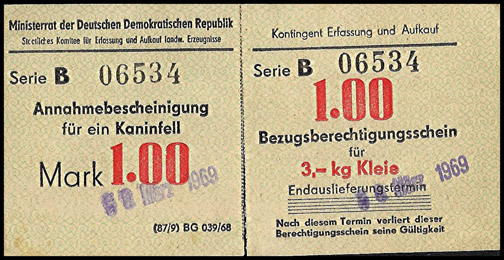 Ministerrat der Deutschen Demokratischen Republik
Staatliches Komitee für Erfassung und Aufkauf landw. Erzeugnisse
Serie B 06534
Annahmebescheinigung
für ein Kaninfell
Mark 1.00
1969
(87/9) BG 039/68
Kontingent Erfassung und Aufkauf
Serie B 06534
1.00
Bezugsberechtigungsschein
für
3,- kg Kleie
Endauslieferungstermin
1969
Nach diesem Termin verliert dieser
Berechtigungsschein seine Gültigkeit